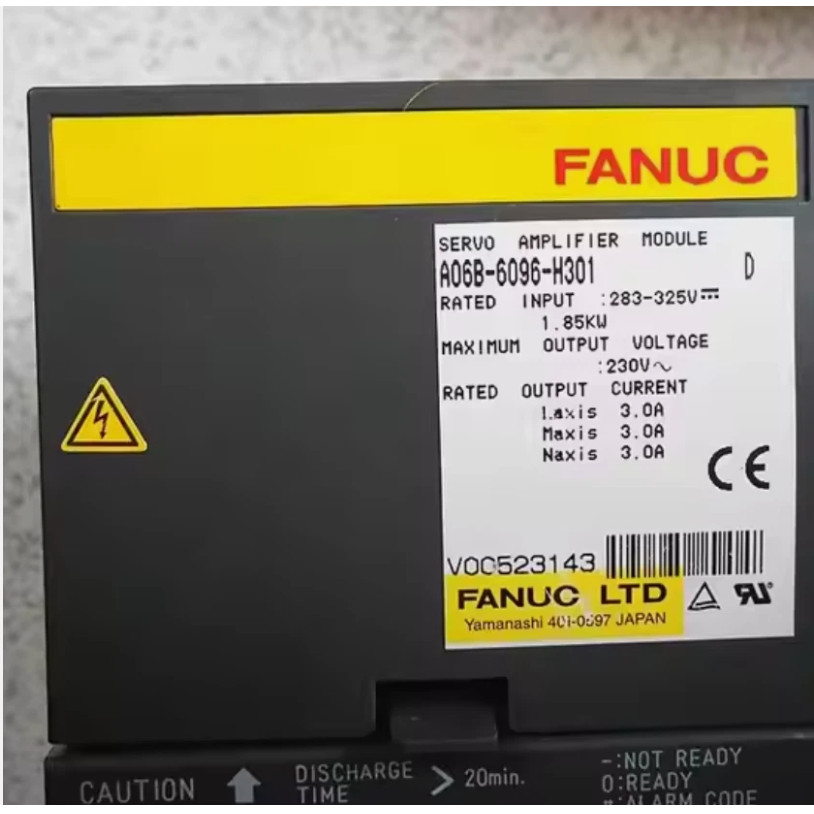 FANUC
SERVO AMPLIFIER MODULE
A06B-6096-H301 D
RATED INPUT :283-325V⎓
1.85KW
MAXIMUM OUTPUT VOLTAGE
:230V～
RATED OUTPUT CURRENT
Laxis 3.0A
Maxis 3.0A
Naxis 3.0A
CE
V00523143
FANUC LTD
Yamanashi 401-0597 JAPAN
CAUTION
DISCHARGE
TIME
> 20min.
-:NOT READY
0:READY
ALARM CODE